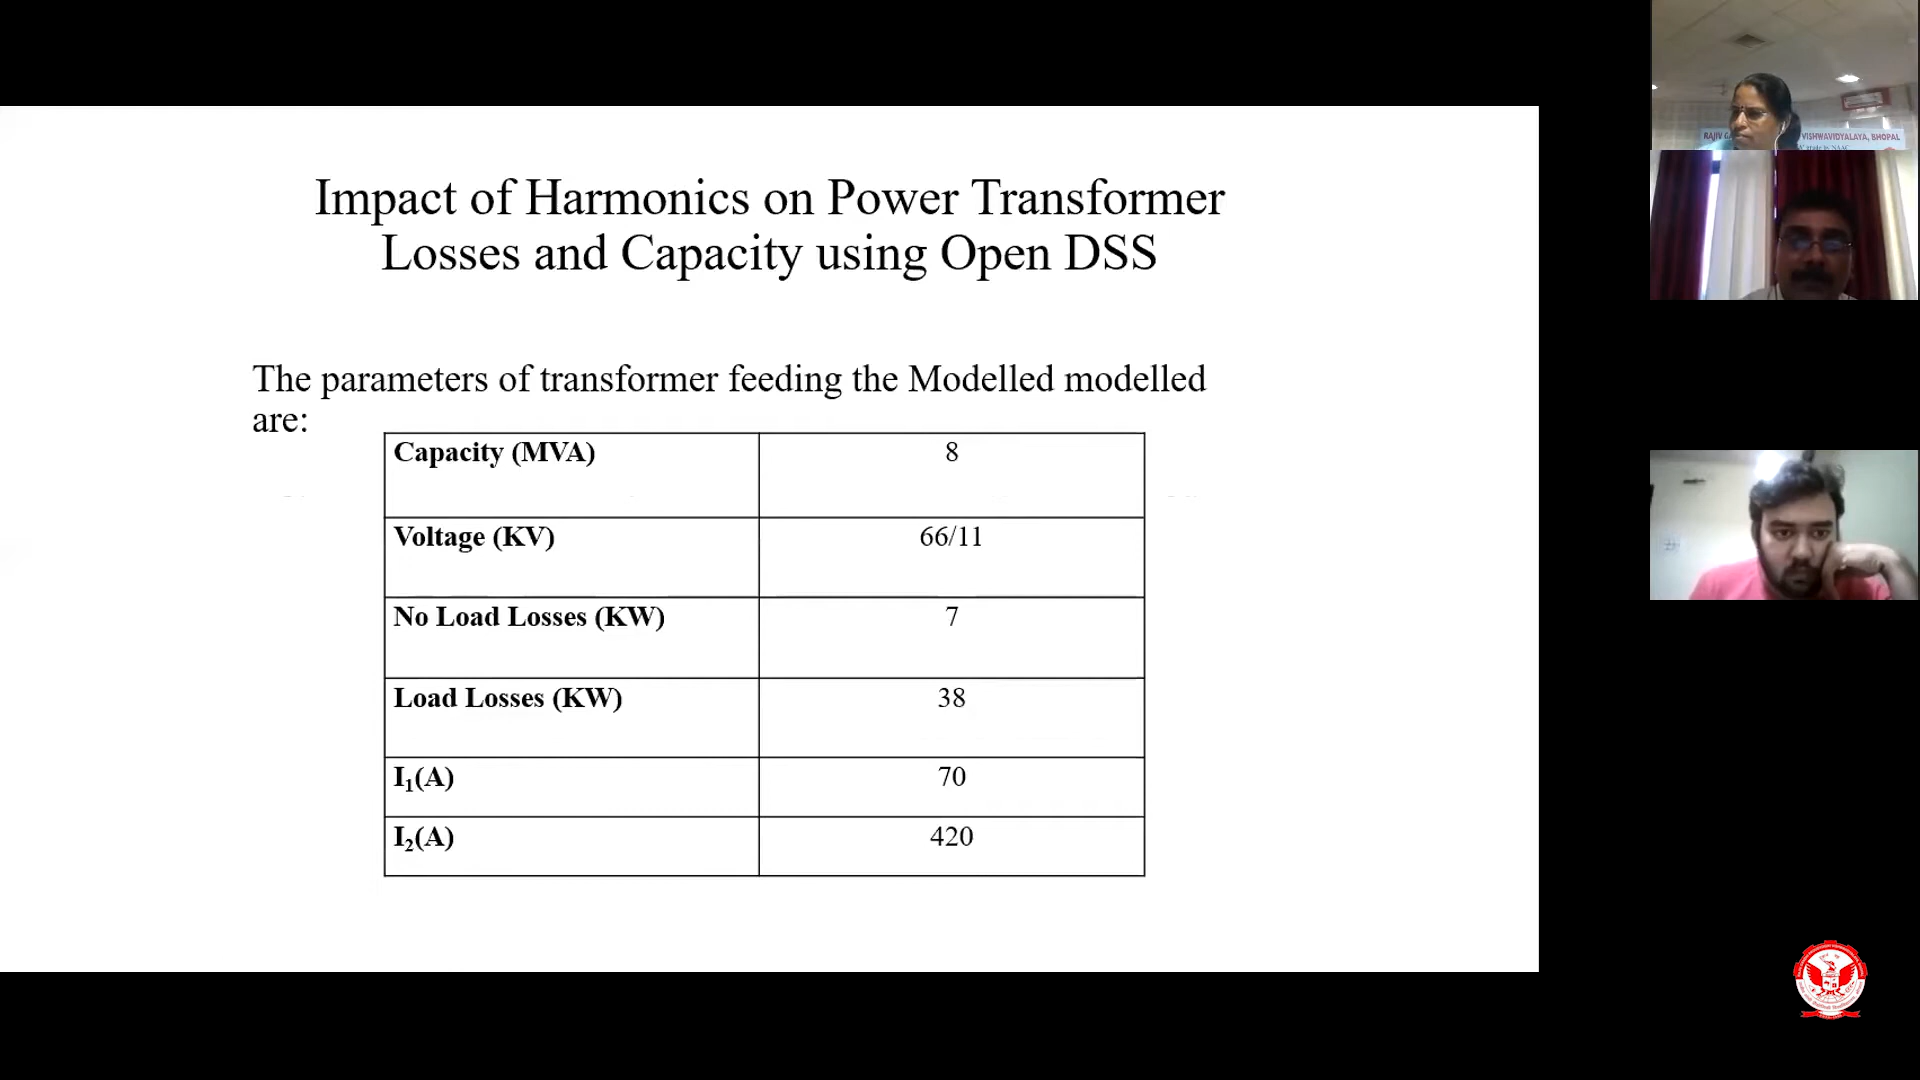 Impact of Harmonics on Power Transformer
Losses and Capacity using Open DSS
The parameters of transformer feeding the Modelled modelled
are:
Capacity (MVA) 8
Voltage (KV) 66/11
No Load Losses (KW) 7
Load Losses (KW) 38
I₁(A) 70
I₂(A) 420
VISHWAVIDYALAYA, BHOPAL